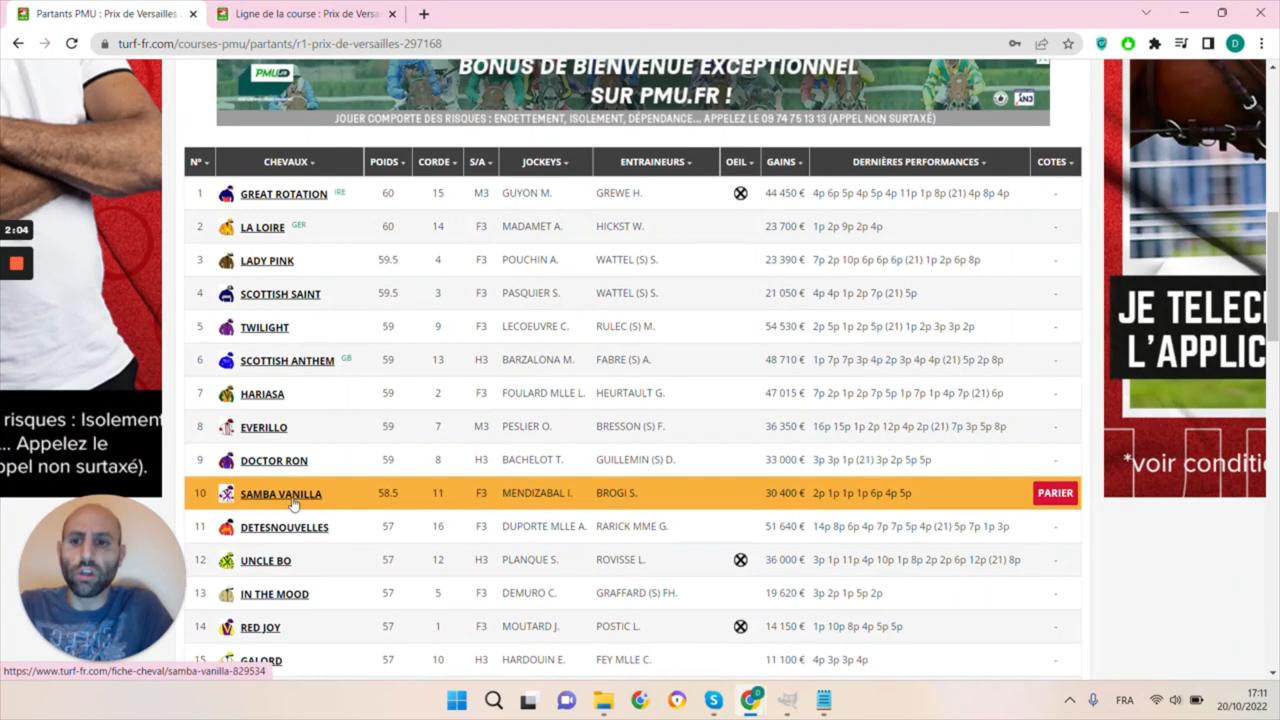 Partants PMU : Prix de Versailles
Ligne de la course : Prix de Versa
turf-fr.com/courses-pmu/partants/r1-prix-de-versailles-297168
D
PMU.fr
BONUS DE BIENVENUE EXCEPTIONNEL
SUR PMU.FR !
ANJ
JOUER COMPORTE DES RISQUES : ENDETTEMENT, ISOLEMENT, DÉPENDANCE... APPELEZ LE 09 74 75 13 13 (APPEL NON SURTAXÉ)
N° CHEVAUX POIDS CORDE S/A JOCKEYS ENTRAINEURS OEIL GAINS DERNIÈRES PERFORMANCES COTES
1 GREAT ROTATION IRE 60 15 M3 GUYON M. GREWE H. 44 450 € 4p 6p 5p 4p 5p 4p 11p 1p 8p (21) 4p 8p 4p -
2 LA LOIRE GER 60 14 F3 MADAMET A. HICKST W. 23 700 € 1p 2p 9p 2p 4p -
3 LADY PINK 59.5 4 F3 POUCHIN A. WATTEL (S) S. 23 390 € 7p 2p 10p 6p 6p 6p (21) 1p 2p 6p 8p -
4 SCOTTISH SAINT 59.5 3 F3 PASQUIER S. WATTEL (S) S. 21 050 € 4p 4p 1p 2p 7p (21) 5p -
5 TWILIGHT 59 9 F3 LECOEUVRE C. RULEC (S) M. 54 530 € 2p 5p 1p 2p 5p (21) 1p 2p 3p 3p 2p -
6 SCOTTISH ANTHEM GB 59 13 H3 BARZALONA M. FABRE (S) A. 48 710 € 1p 7p 7p 3p 4p 2p 3p 4p 4p (21) 5p 2p 8p -
7 HARIASA 59 2 F3 FOULARD MLLE L. HEURTAULT G. 47 015 € 7p 2p 1p 2p 7p 5p 1p 7p 1p 4p 7p (21) 6p -
8 EVERILLO 59 7 M3 PESLIER O. BRESSON (S) F. 36 350 € 16p 15p 1p 2p 12p 4p 2p (21) 7p 3p 5p 8p -
9 DOCTOR RON 59 8 H3 BACHELOT T. GUILLEMIN (S) D. 33 000 € 3p 3p 1p (21) 3p 2p 5p 5p -
10 SAMBA VANILLA 58.5 11 F3 MENDIZABAL I. BROGI S. 30 400 € 2p 1p 1p 1p 6p 4p 5p PARIER
11 DETESNOUVELLES 57 16 F3 DUPORTE MLLE A. RARICK MME G. 51 640 € 14p 8p 6p 4p 7p 7p 5p 4p (21) 5p 7p 1p 3p -
12 UNCLE BO 57 12 H3 PLANQUE S. ROVISSE L. 36 000 € 3p 1p 11p 4p 10p 1p 8p 2p 2p 6p 12p (21) 8p -
13 IN THE MOOD 57 5 F3 DEMURO C. GRAFFARD (S) FH. 19 620 € 3p 2p 1p 5p 2p -
14 RED JOY 57 1 F3 MOUTARD J. POSTIC L. 14 150 € 1p 10p 8p 4p 5p 5p -
15 GALORD 57 10 H3 HARDOUIN E. FEY MLLE C. 11 100 € 4p 3p 3p 4p -
2:04
risques : Isolement
... Appelez le
ppel non surtaxé).
JE TELEC
L'APPLIC
*voir conditi
https://www.turf-fr.com/fiche-cheval/samba-vanilla-829534
D
FRA
17:11
20/10/2022